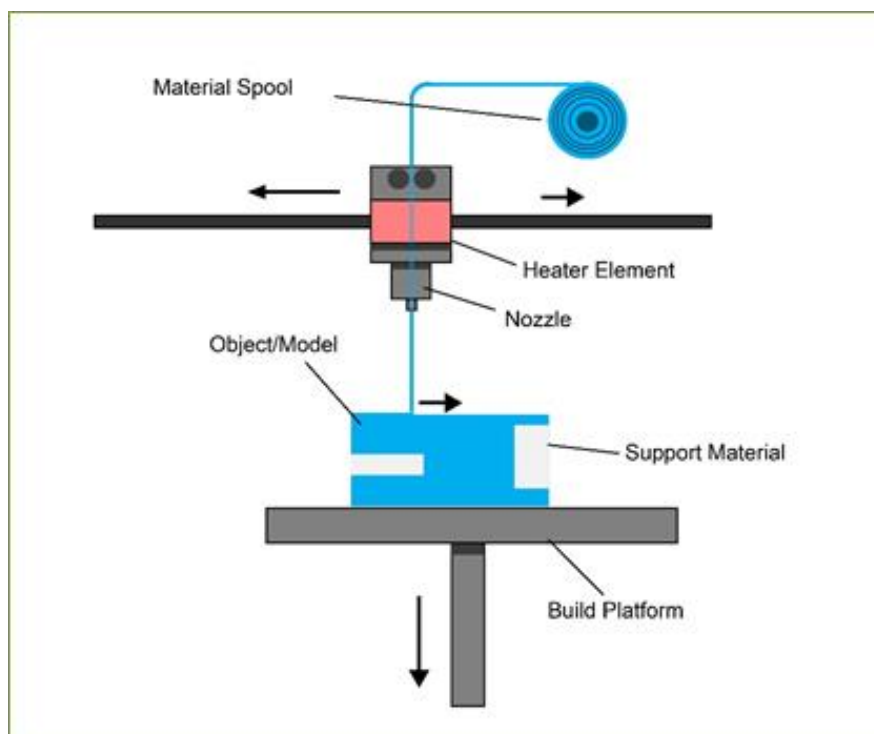 Material Spool
Heater Element
Nozzle
Object/Model
Support Material
Build Platform